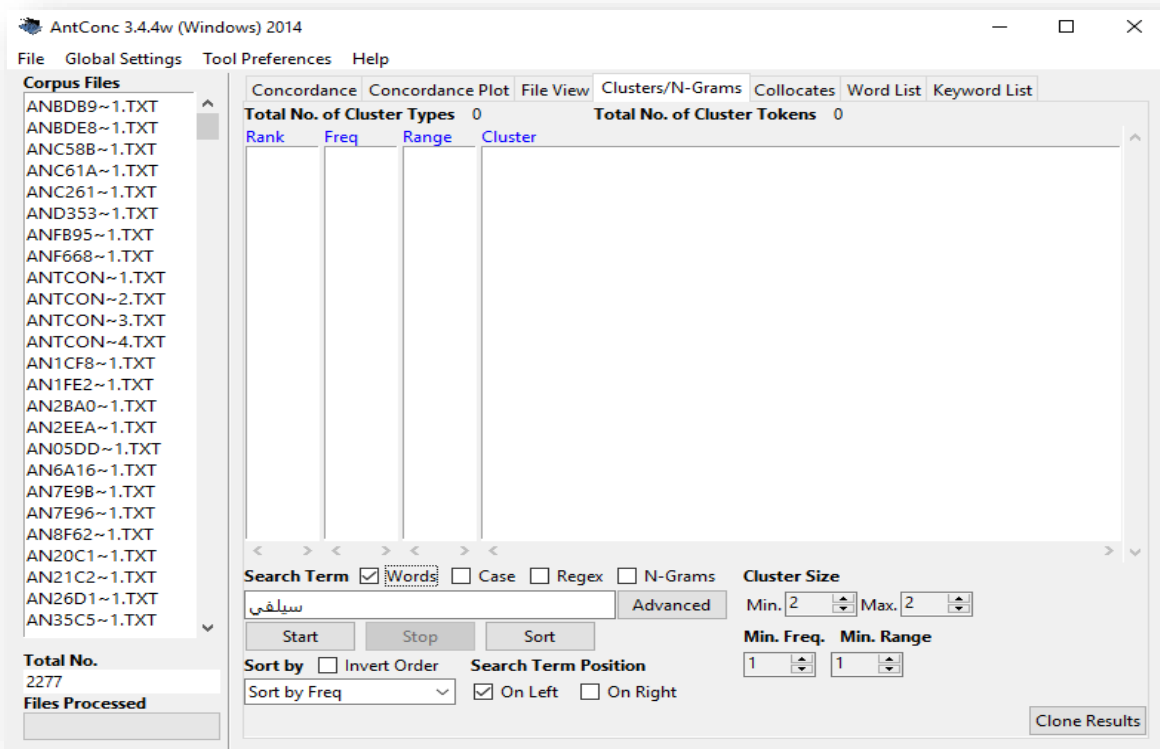 AntConc 3.4.4w (Windows) 2014
File Global Settings Tool Preferences Help
Corpus Files
ANBDB9~1.TXT
ANBDE8~1.TXT
ANC58B~1.TXT
ANC61A~1.TXT
ANC261~1.TXT
AND353~1.TXT
ANFB95~1.TXT
ANF668~1.TXT
ANTCON~1.TXT
ANTCON~2.TXT
ANTCON~3.TXT
ANTCON~4.TXT
AN1CF8~1.TXT
AN1FE2~1.TXT
AN2BA0~1.TXT
AN2EEA~1.TXT
AN05DD~1.TXT
AN6A16~1.TXT
AN7E9B~1.TXT
AN7E96~1.TXT
AN8F62~1.TXT
AN20C1~1.TXT
AN21C2~1.TXT
AN26D1~1.TXT
AN35C5~1.TXT
Total No.
2277
Files Processed
Concordance Concordance Plot File View Clusters/N-Grams Collocates Word List Keyword List
Total No. of Cluster Types 0 Total No. of Cluster Tokens 0
Rank Freq Range Cluster
Search Term Words Case Regex N-Grams Cluster Size
سيلفي Advanced Min. 2 Max. 2
Start Stop Sort Min. Freq. Min. Range
Sort by Invert Order Search Term Position 1 1
Sort by Freq On Left On Right
Clone Results